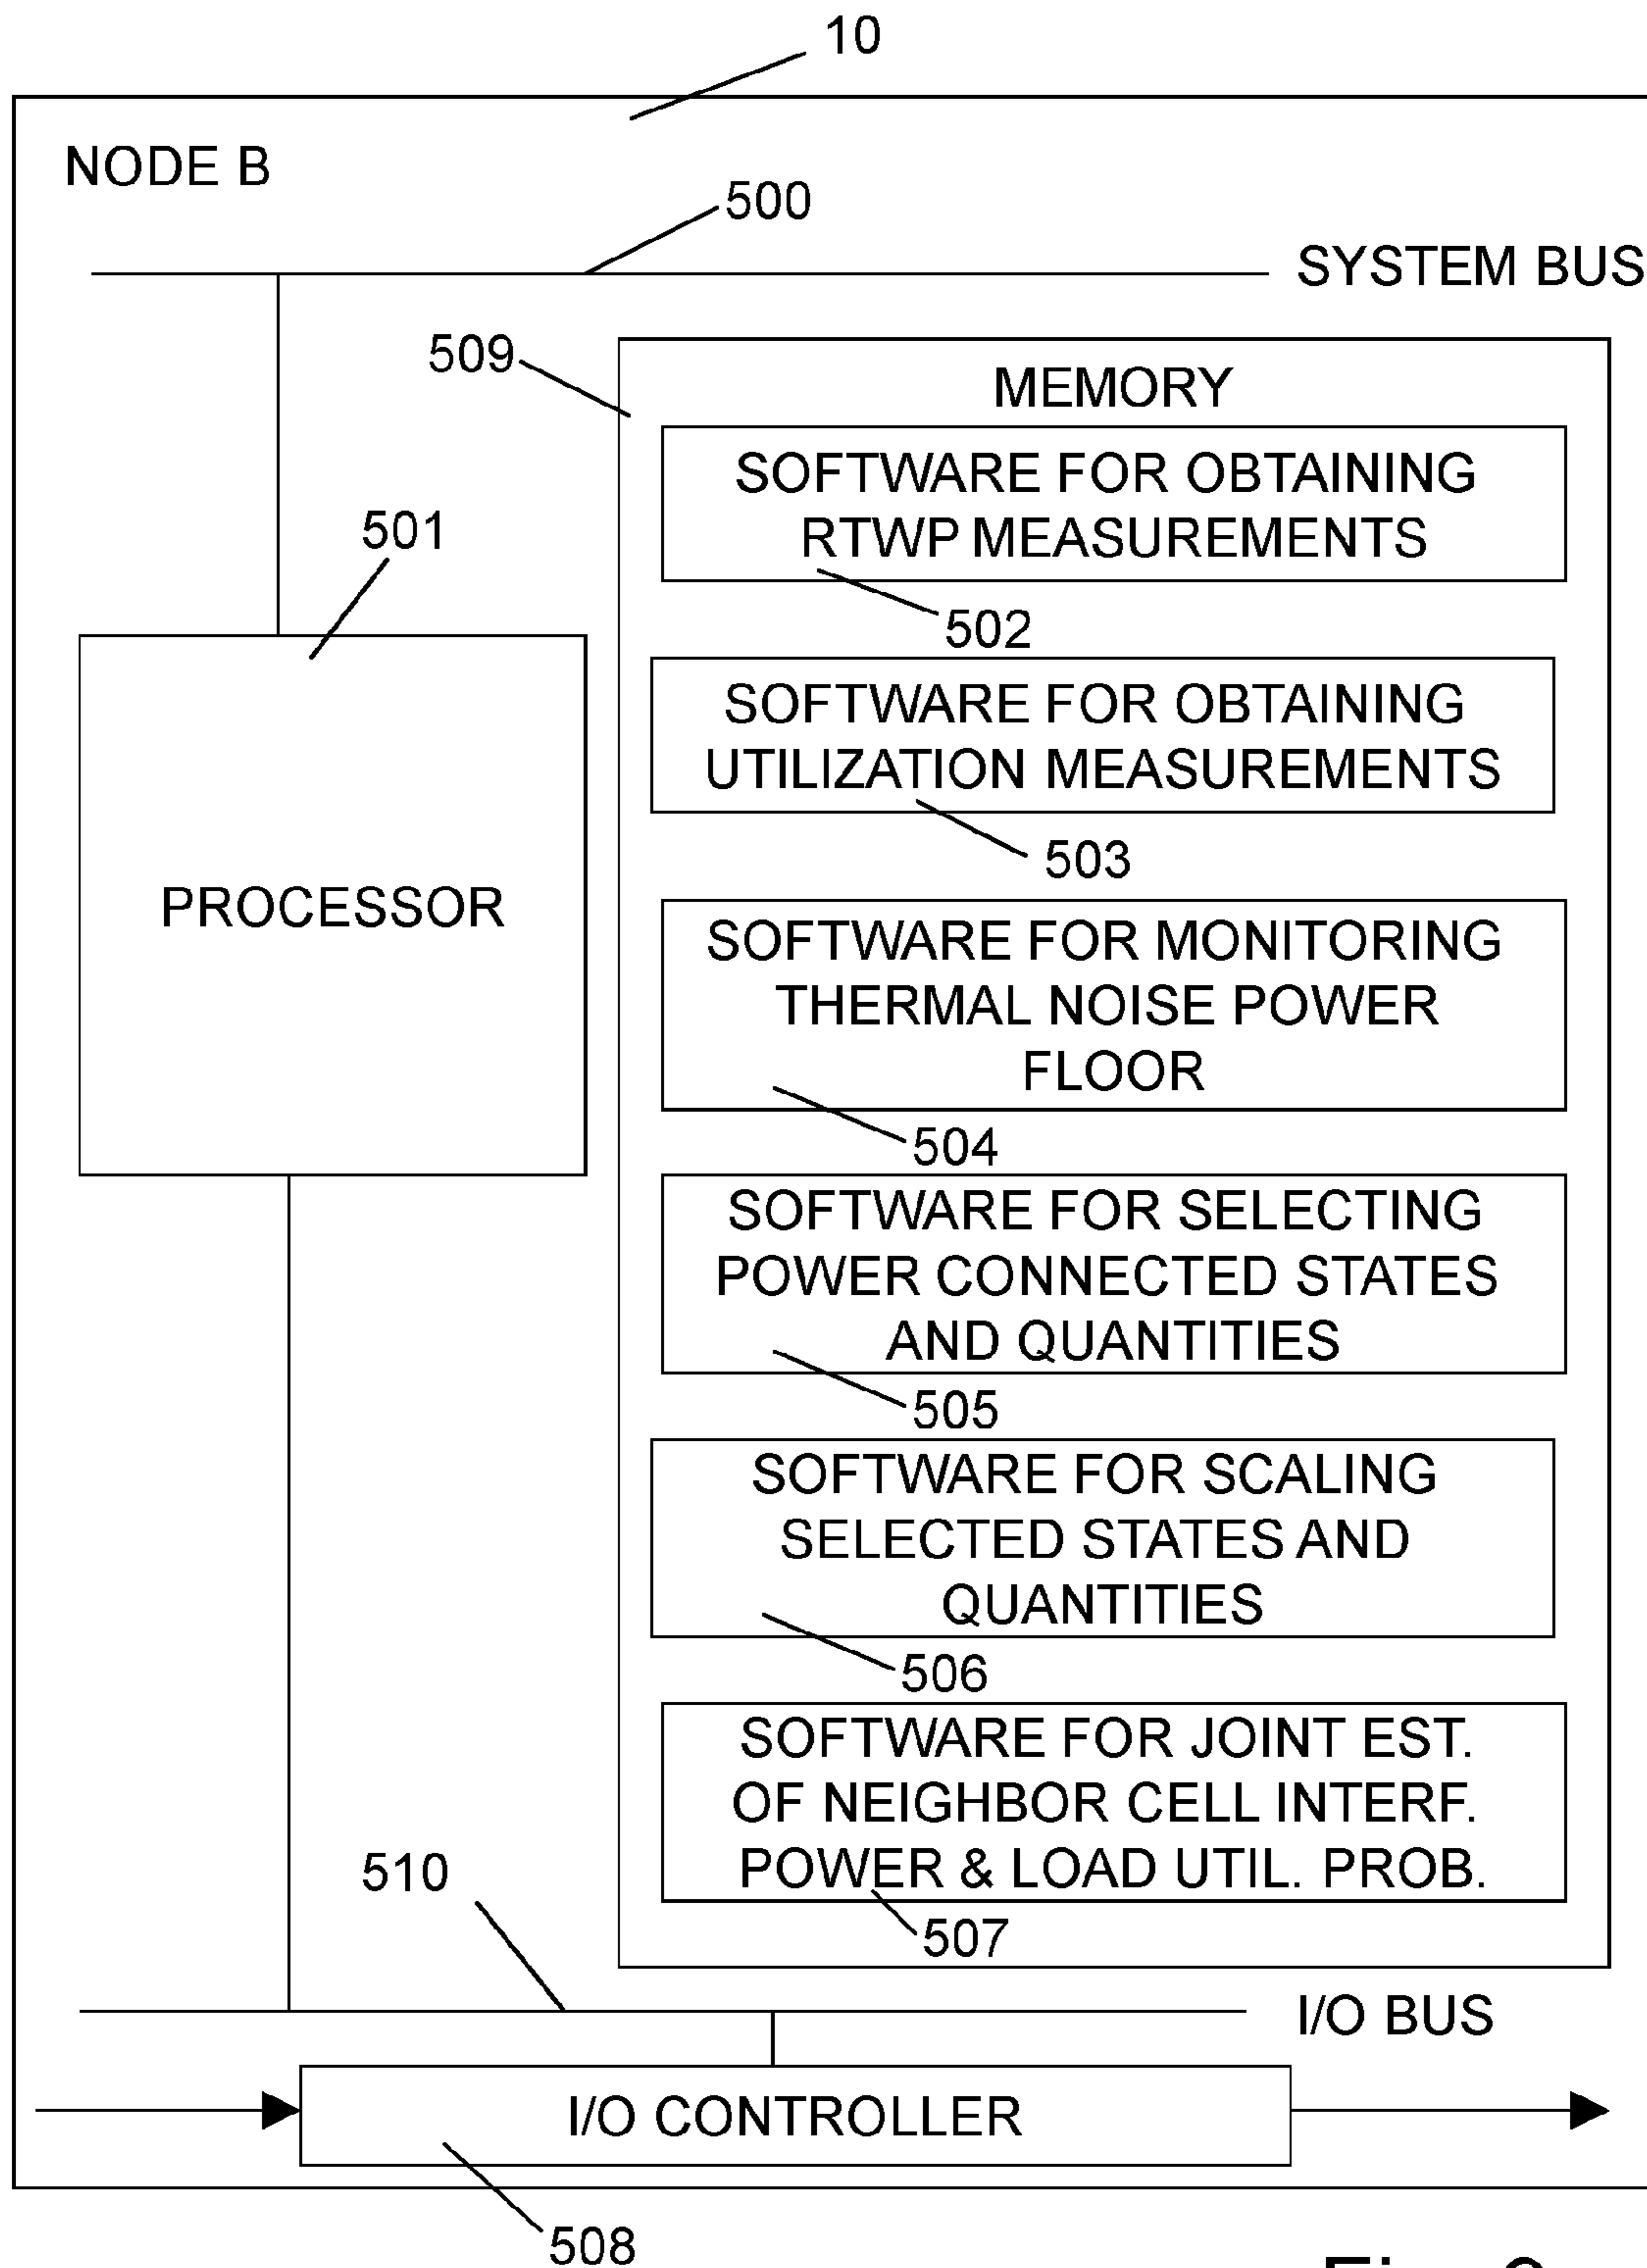 10
NODE B
500
SYSTEM BUS
509
MEMORY
SOFTWARE FOR OBTAINING
RTWP MEASUREMENTS
501
502
SOFTWARE FOR OBTAINING
UTILIZATION MEASUREMENTS
503
PROCESSOR
SOFTWARE FOR MONITORING
THERMAL NOISE POWER
FLOOR
504
SOFTWARE FOR SELECTING
POWER CONNECTED STATES
AND QUANTITIES
505
SOFTWARE FOR SCALING
SELECTED STATES AND
QUANTITIES
506
SOFTWARE FOR JOINT EST.
OF NEIGHBOR CELL INTERF.
POWER & LOAD UTIL. PROB.
510
507
I/O BUS
I/O CONTROLLER
508